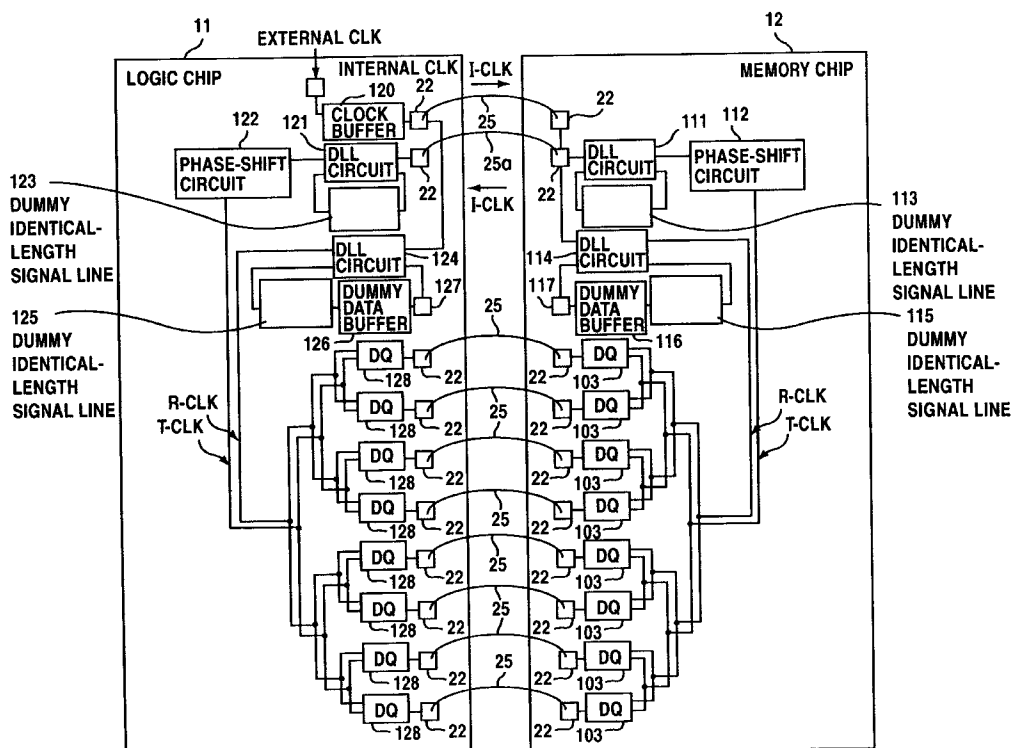 11
12
EXTERNAL CLK
LOGIC CHIP
INTERNAL CLK
I-CLK
MEMORY CHIP
120
22
CLOCK
BUFFER
25
22
122
121
111
112
PHASE-SHIFT
CIRCUIT
DLL
CIRCUIT
22
25a
22
DLL
CIRCUIT
PHASE-SHIFT
CIRCUIT
I-CLK
123
DUMMY
IDENTICAL-
LENGTH
SIGNAL LINE
113
DUMMY
IDENTICAL-
LENGTH
SIGNAL LINE
DLL
CIRCUIT
124
114
DLL
CIRCUIT
127
117
DUMMY
DATA
BUFFER
126
DUMMY DATA
BUFFER
116
125
DUMMY
IDENTICAL-
LENGTH
SIGNAL LINE
115
DUMMY
IDENTICAL-
LENGTH
SIGNAL LINE
25
DQ
128
22
22
DQ
103
25
DQ
128
22
22
DQ
103
R-CLK
T-CLK
R-CLK
T-CLK
25
DQ
128
22
22
DQ
103
25
DQ
128
22
22
DQ
103
25
DQ
128
22
22
DQ
103
25
DQ
128
22
22
DQ
103
25
DQ
128
22
22
DQ
103
25
DQ
128
22
22
DQ
103